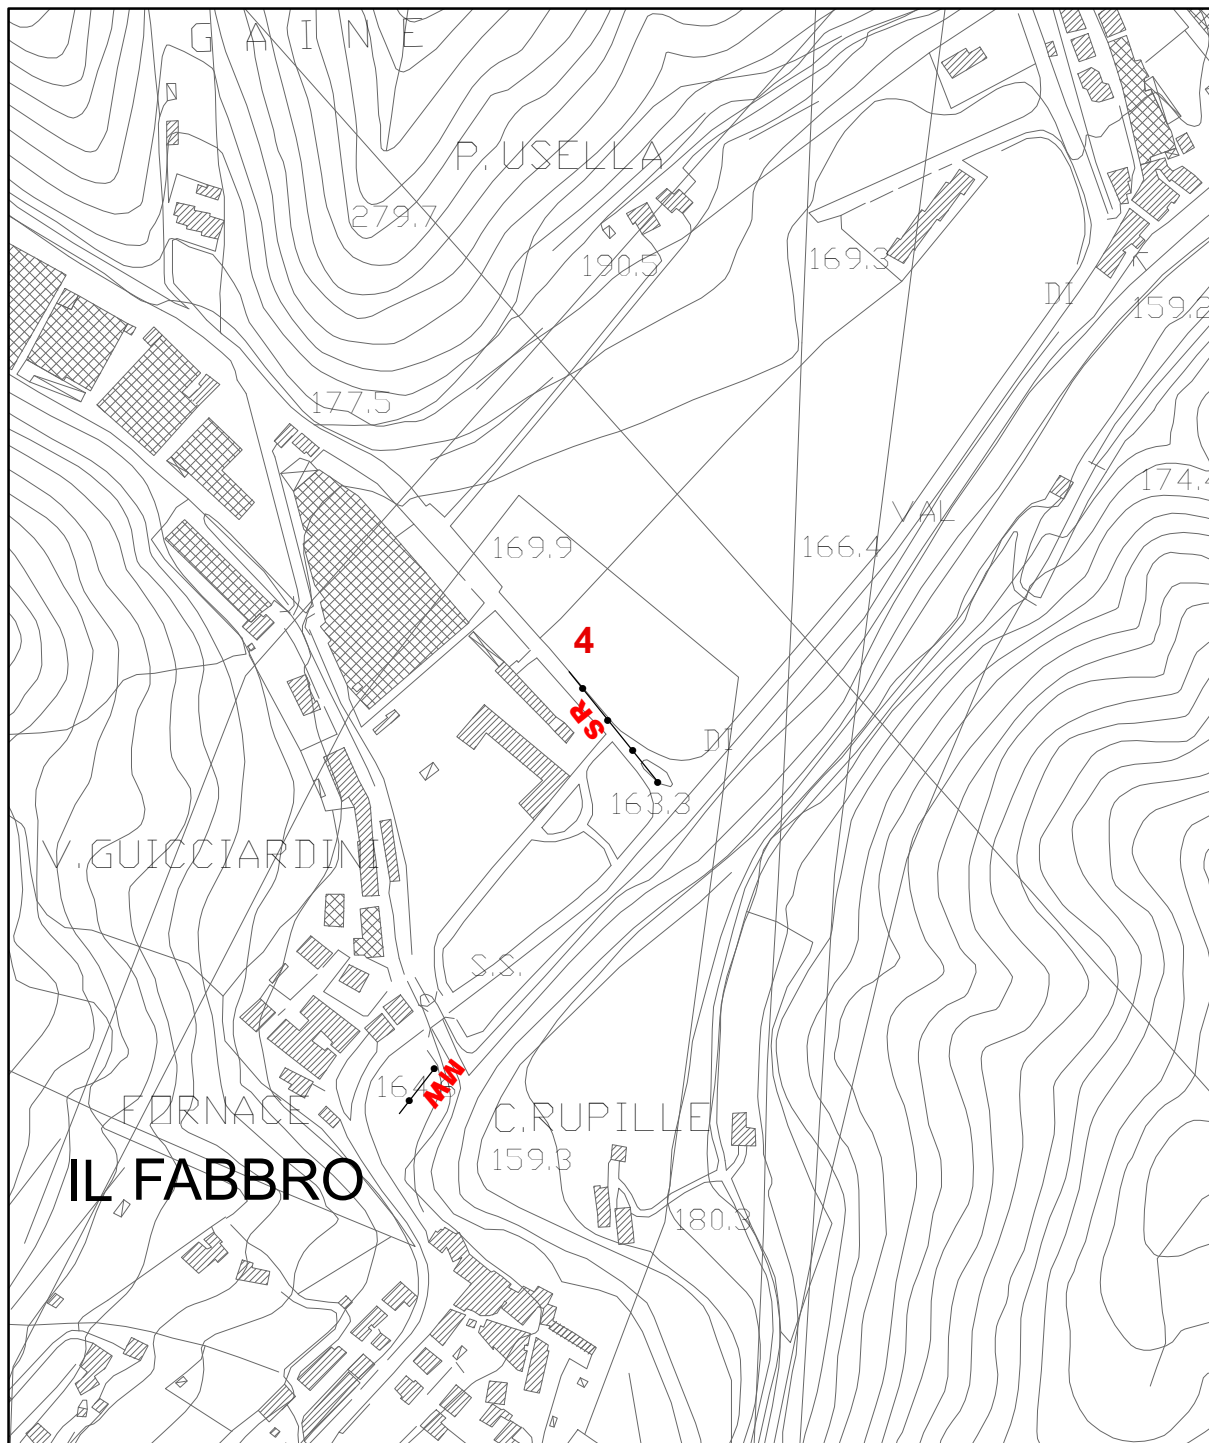 GAINE
P. USELLA
279.7
190.5
169.3
DI
159.2
177.5
174.4
VAL
169.9
166.4
4
SR
DI
163.3
V. GUICCIARDINI
S.S.
MW
FORNACE
C. RUPILLE
159.3
IL FABBRO
180.3